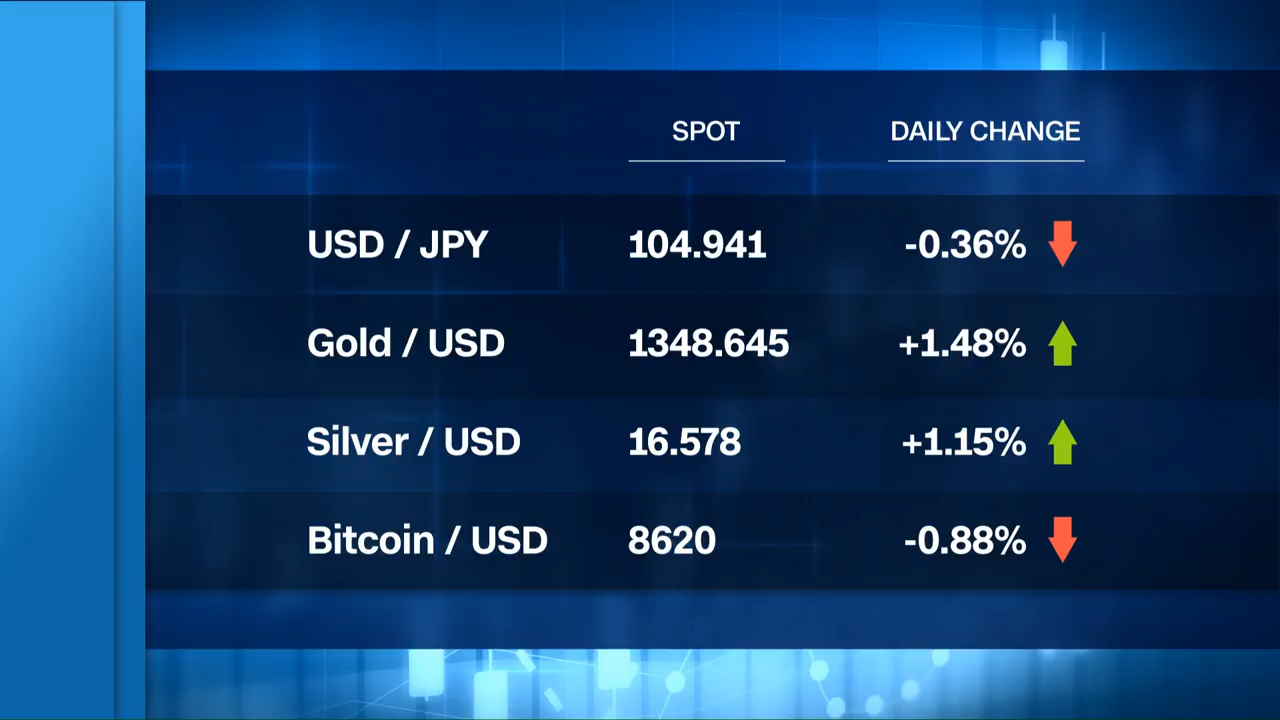 SPOT DAILY CHANGE
USD / JPY 104.941 -0.36%
Gold / USD 1348.645 +1.48%
Silver / USD 16.578 +1.15%
Bitcoin / USD 8620 -0.88%